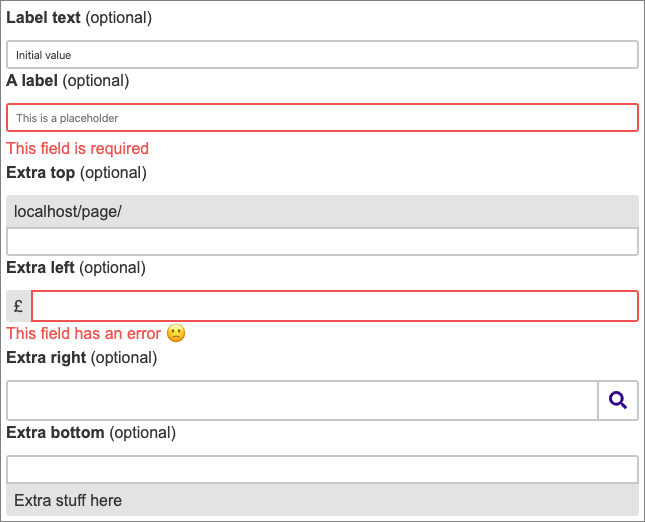 Label text (optional)
Initial value
A label (optional)
This is a placeholder
This field is required
Extra top (optional)
localhost/page/
Extra left (optional)
£
This field has an error 🙁
Extra right (optional)
Extra bottom (optional)
Extra stuff here